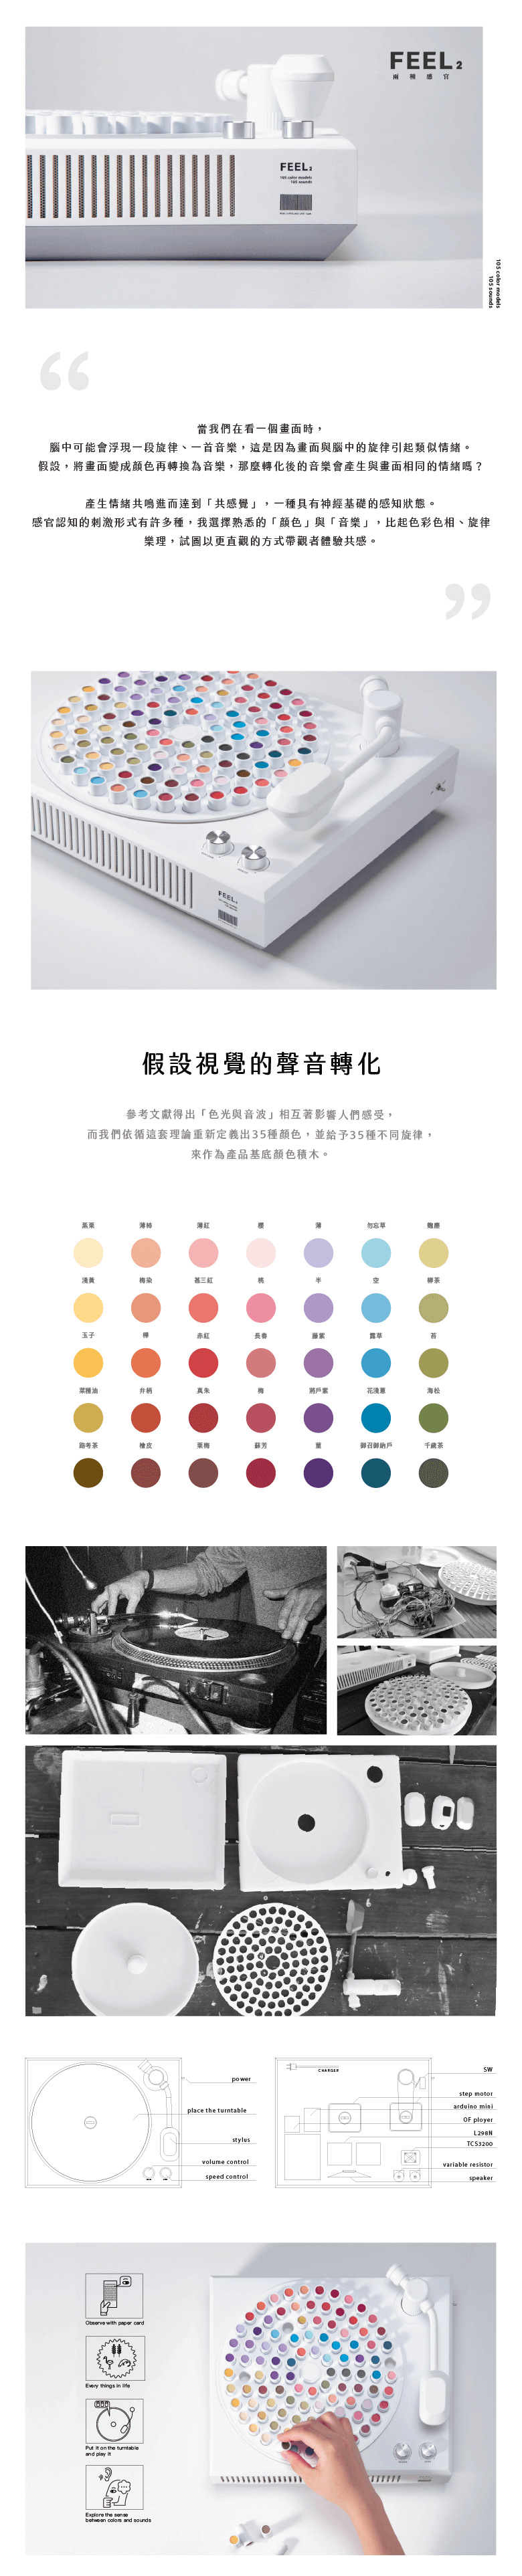 FEEL2
兩種感官
FEEL2
105 color models
105 sounds
105 color models
105 sounds
“
當我們在看一個畫面時，
腦中可能會浮現一段旋律、一首音樂，這是因為畫面與腦中的旋律引起類似情緒。
假設，將畫面變成顏色再轉換為音樂，那麼轉化後的音樂會產生與畫面相同的情緒嗎？
產生情緒共鳴進而達到「共感覺」，一種具有神經基礎的感知狀態。
感官認知的刺激形式有許多種，我選擇熟悉的「顏色」與「音樂」，比起色彩色相、旋律
樂理，試圖以更直觀的方式帶觀者體驗共感。
”
FEEL2
假設視覺的聲音轉化
參考文獻得出「色光與音波」相互著影響人們感受，
而我們依循這套理論重新定義出35種顏色，並給予35種不同旋律，
來作為產品基底顏色積木。
薄柿 薄紅 櫻 薄 勿忘草 麴塵
淺黃 梅染 甚三紅 桃 半 空 柳茶
玉子 樺 赤紅 長春 藤紫 露草 苔
菜種油 弁柄 真朱 梅 江戶紫 花淺蔥 海松
路考茶 檜皮 栗梅 蘇芳 菫 御召御納戶 千歲茶
power
place the turntable
stylus
volume control
speed control
CHARGER
SW
step motor
arduino mini
OF ployer
L298N
TCS3200
variable resistor
speaker
Observe with paper card
Every things in life
Put it on the turntable
and play it
Explore the sense
between colors and sounds